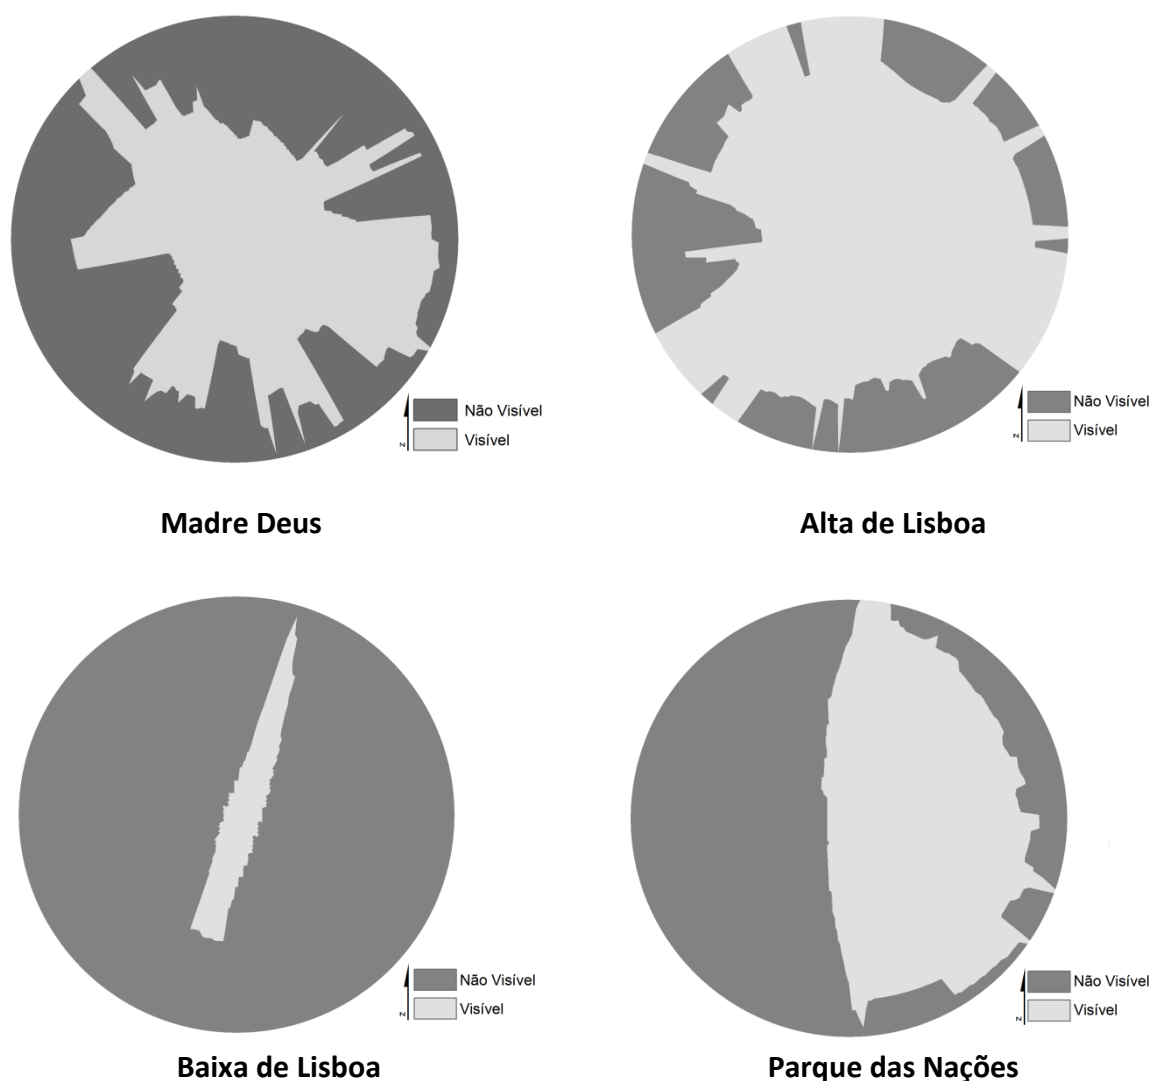 Não Visível
Visível
N
Madre Deus
Não Visível
Visível
N
Alta de Lisboa
Não Visível
Visível
N
Baixa de Lisboa
Não Visível
Visível
N
Parque das Nações